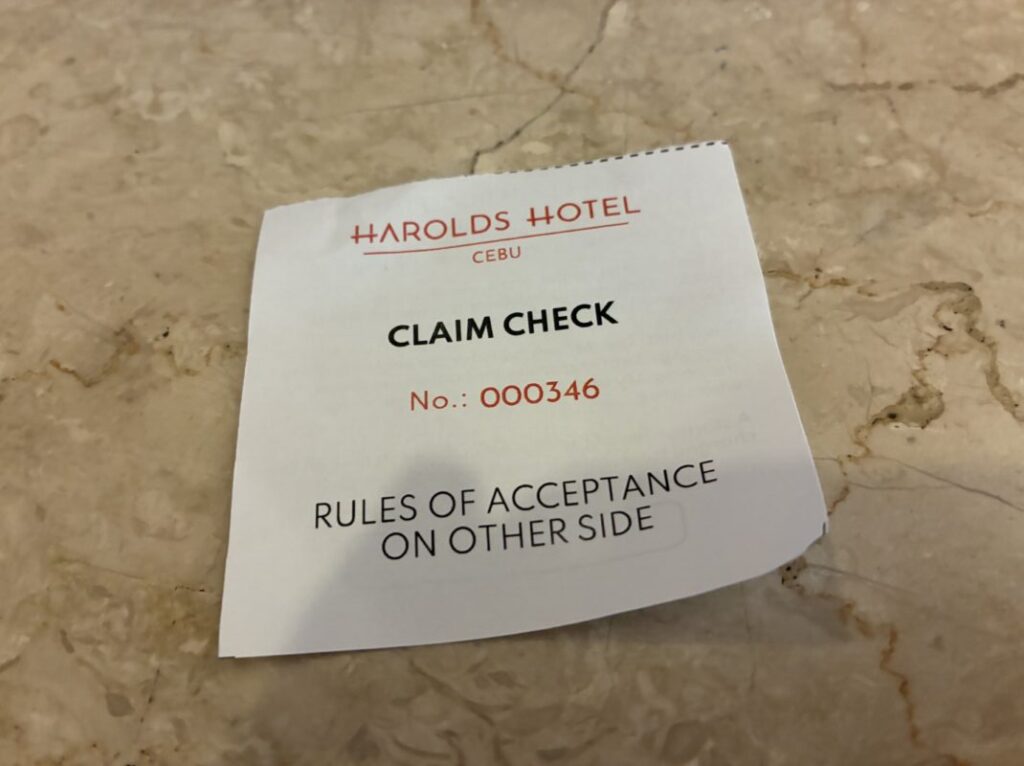 HAROLDS HOTEL
CEBU
CLAIM CHECK
No.: 000346
RULES OF ACCEPTANCE
ON OTHER SIDE